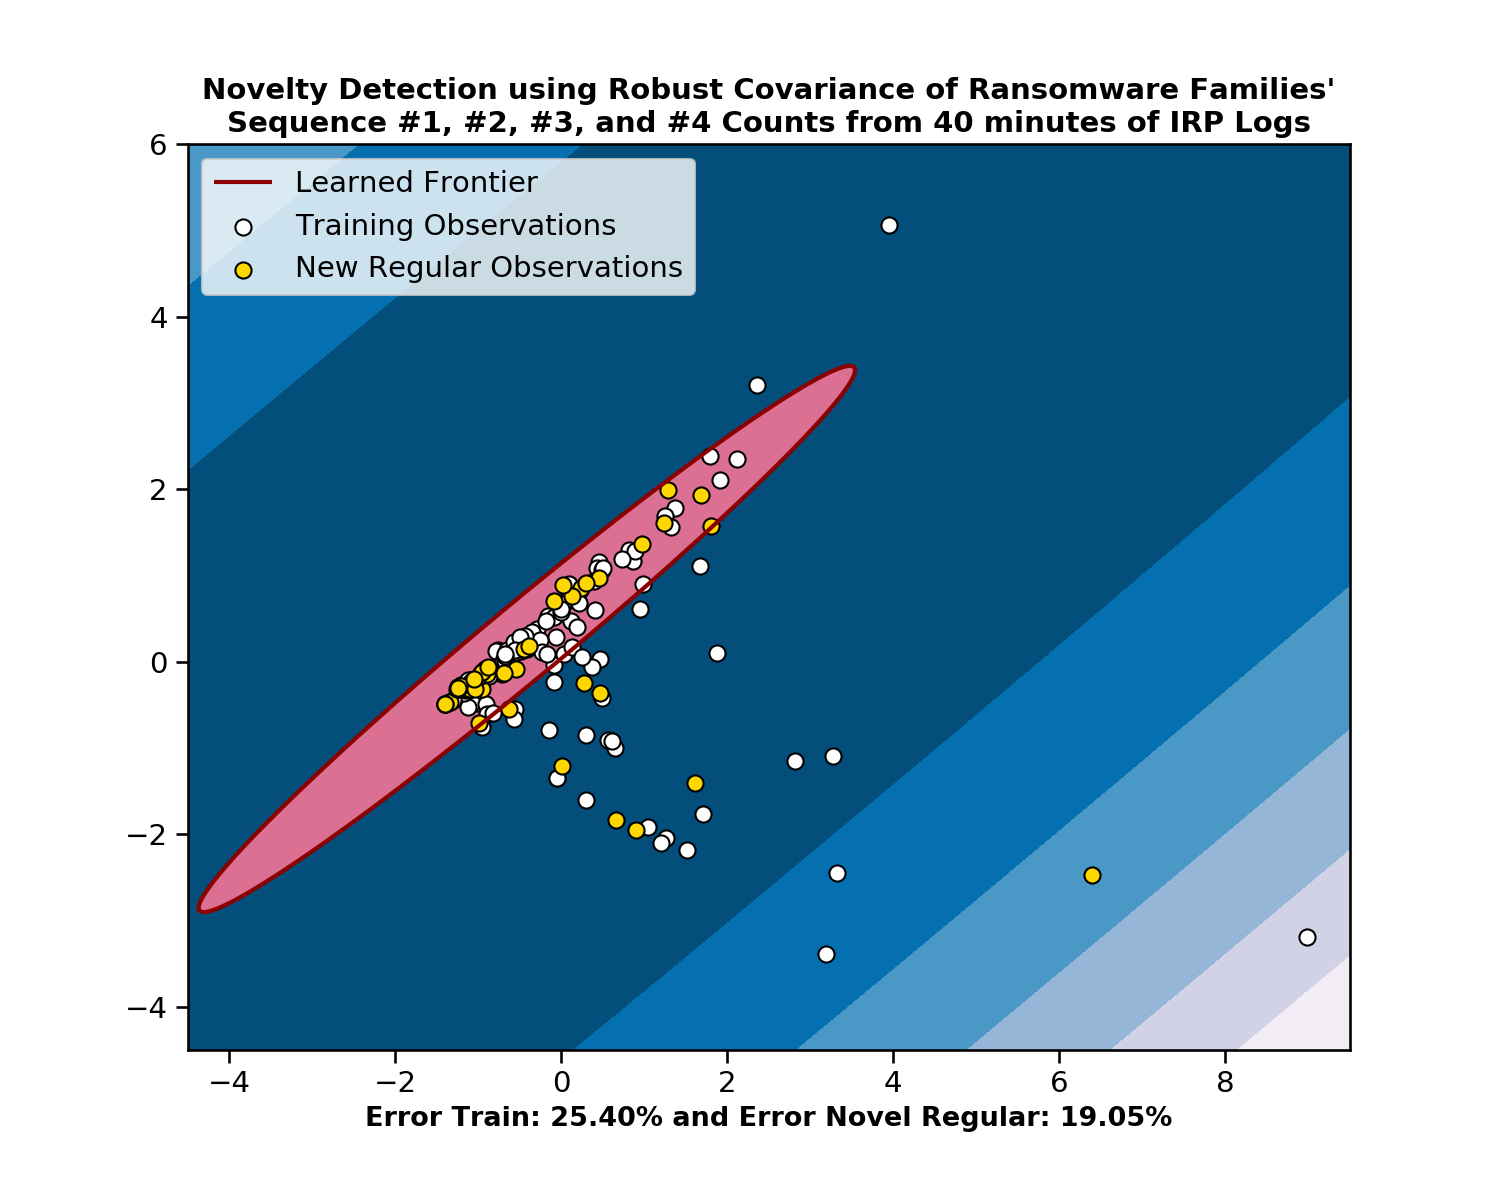 Novelty Detection using Robust Covariance of Ransomware Families'
Sequence #1, #2, #3, and #4 Counts from 40 minutes of IRP Logs
6
Learned Frontier
Training Observations
New Regular Observations
4
2
0
−2
−4
−4 −2 0 2 4 6 8
Error Train: 25.40% and Error Novel Regular: 19.05%